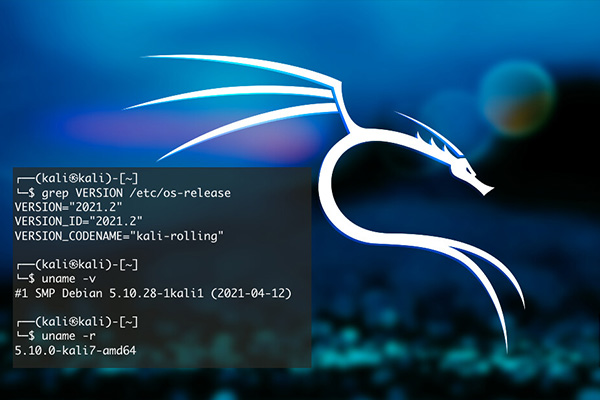 ┌──(kali㉿kali)-[~]
└─$ grep VERSION /etc/os-release
VERSION="2021.2"
VERSION_ID="2021.2"
VERSION_CODENAME="kali-rolling"
┌──(kali㉿kali)-[~]
└─$ uname -v
#1 SMP Debian 5.10.28-1kali1 (2021-04-12)
┌──(kali㉿kali)-[~]
└─$ uname -r
5.10.0-kali7-amd64